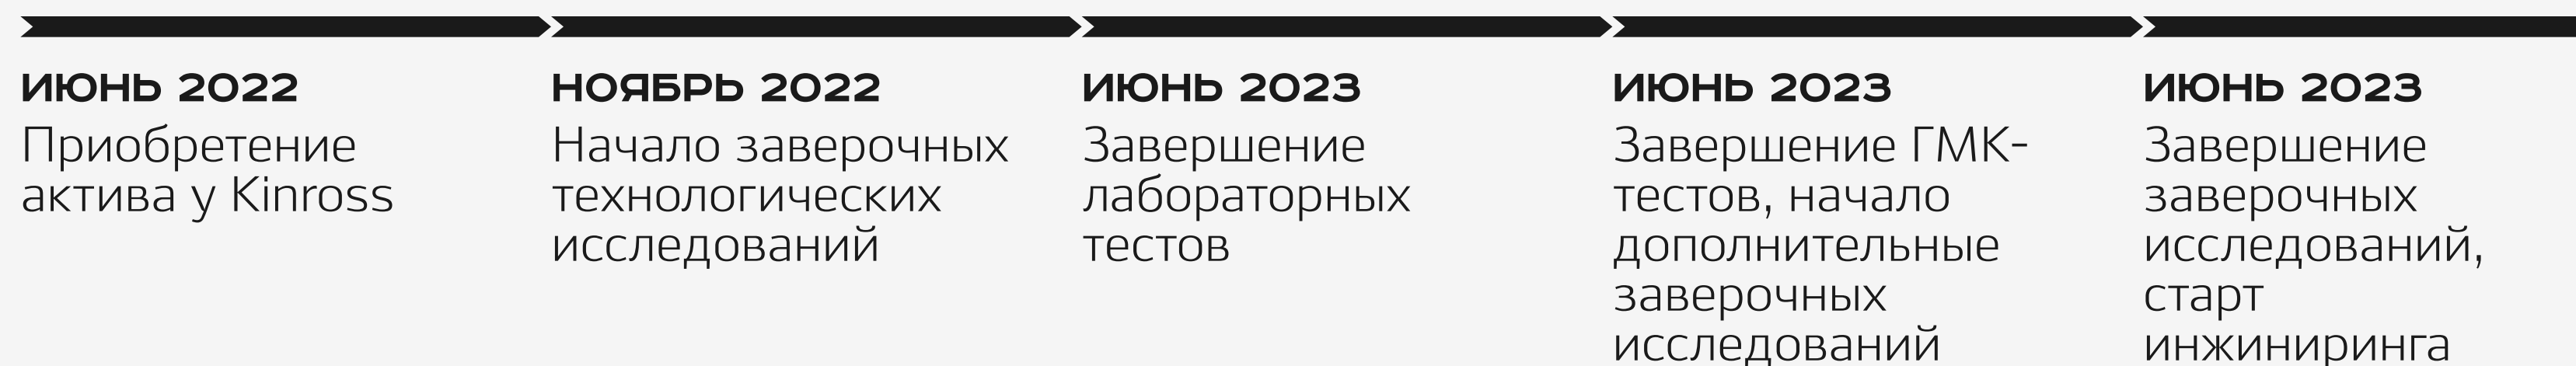 ИЮНЬ 2022
Приобретение
актива у Kinross
НОЯБРЬ 2022
Начало заверочных
технологических
исследований
ИЮНЬ 2023
Завершение
лабораторных
тестов
ИЮНЬ 2023
Завершение ГМК-
тестов, начало
дополнительные
заверочных
исследований
ИЮНЬ 2023
Завершение
заверочных
исследований,
старт
инжиниринга